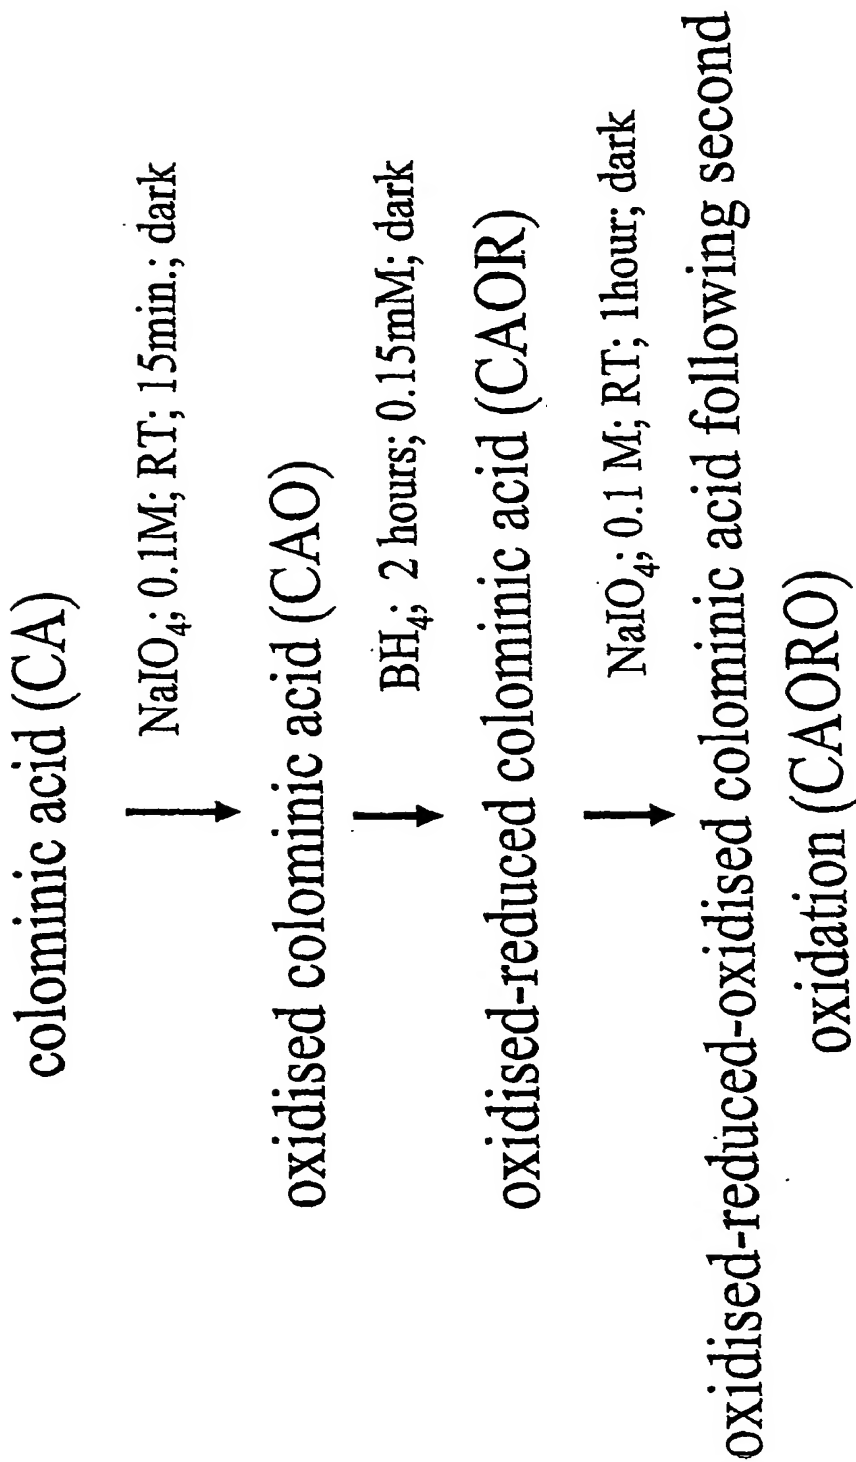 colominic acid (CA)
NaIO₄; 0.1M; RT; 15min.; dark
oxidised colominic acid (CAO)
BH₄; 2 hours; 0.15mM; dark
oxidised-reduced colominic acid (CAOR)
NaIO₄; 0.1 M; RT; 1hour; dark
oxidised-reduced-oxidised colominic acid following second
oxidation (CAORO)